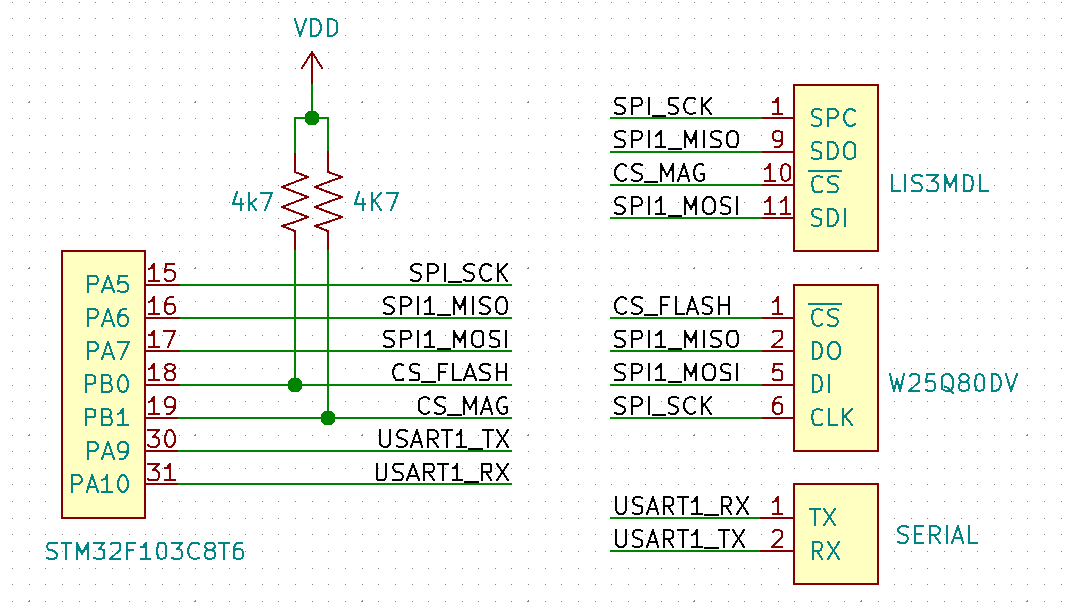 VDD
4k7 4K7
PA5 15 SPI_SCK
PA6 16 SPI1_MISO
PA7 17 SPI1_MOSI
PB0 18 CS_FLASH
PB1 19 CS_MAG
PA9 30 USART1_TX
PA10 31 USART1_RX
STM32F103C8T6
SPI_SCK 1 SPC
SPI1_MISO 9 SDO
CS_MAG 10 CS
SPI1_MOSI 11 SDI
LIS3MDL
CS_FLASH 1 CS
SPI1_MISO 2 DO
SPI1_MOSI 5 DI
SPI_SCK 6 CLK
W25Q80DV
USART1_RX 1 TX
USART1_TX 2 RX
SERIAL